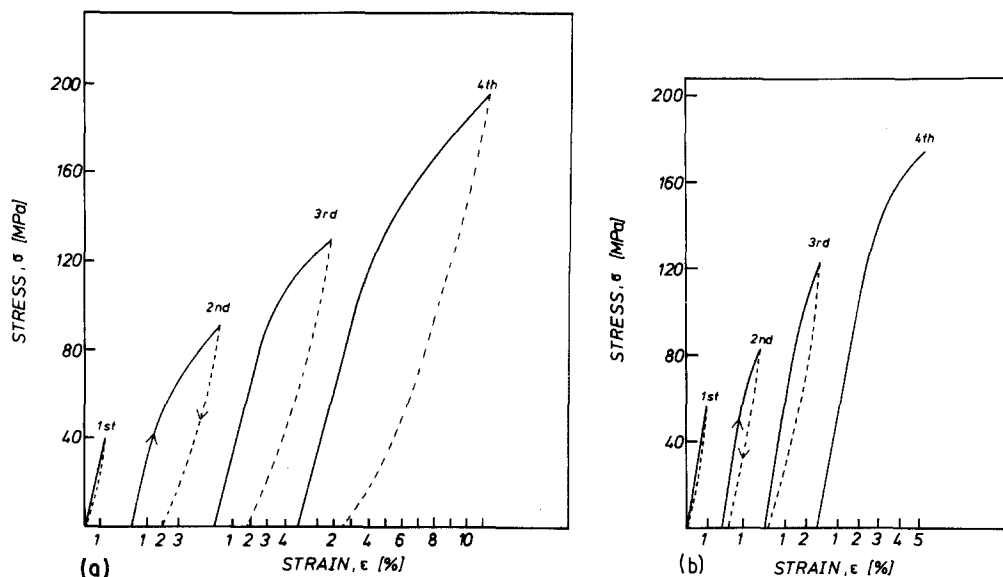 200
160
120
80
40
STRESS, σ [MPa]
1st
2nd
3rd
4th
1 1 2 3 1 2 3 4 2 4 6 8 10
STRAIN, ε [%]
(a)
200
160
120
80
40
STRESS, σ [MPa]
1st
2nd
3rd
4th
1 1 1 2 1 2 3 4 5
STRAIN, ε [%]
(b)